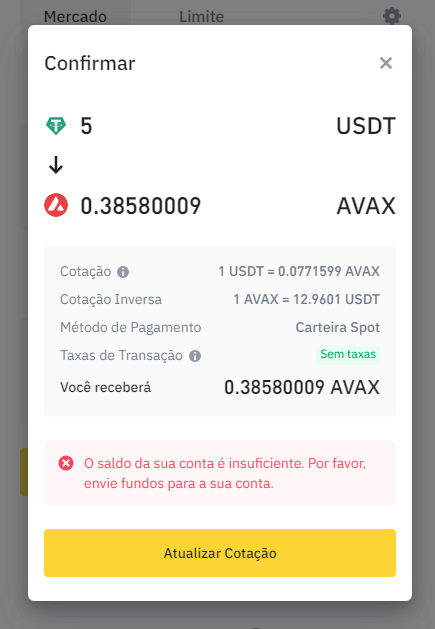 Mercado Limite
Confirmar
5 USDT
0.38580009 AVAX
Cotação 1 USDT = 0.0771599 AVAX
Cotação Inversa 1 AVAX = 12.9601 USDT
Método de Pagamento Carteira Spot
Taxas de Transação Sem taxas
Você receberá 0.38580009 AVAX
O saldo da sua conta é insuficiente. Por favor,
envie fundos para a sua conta.
Atualizar Cotação